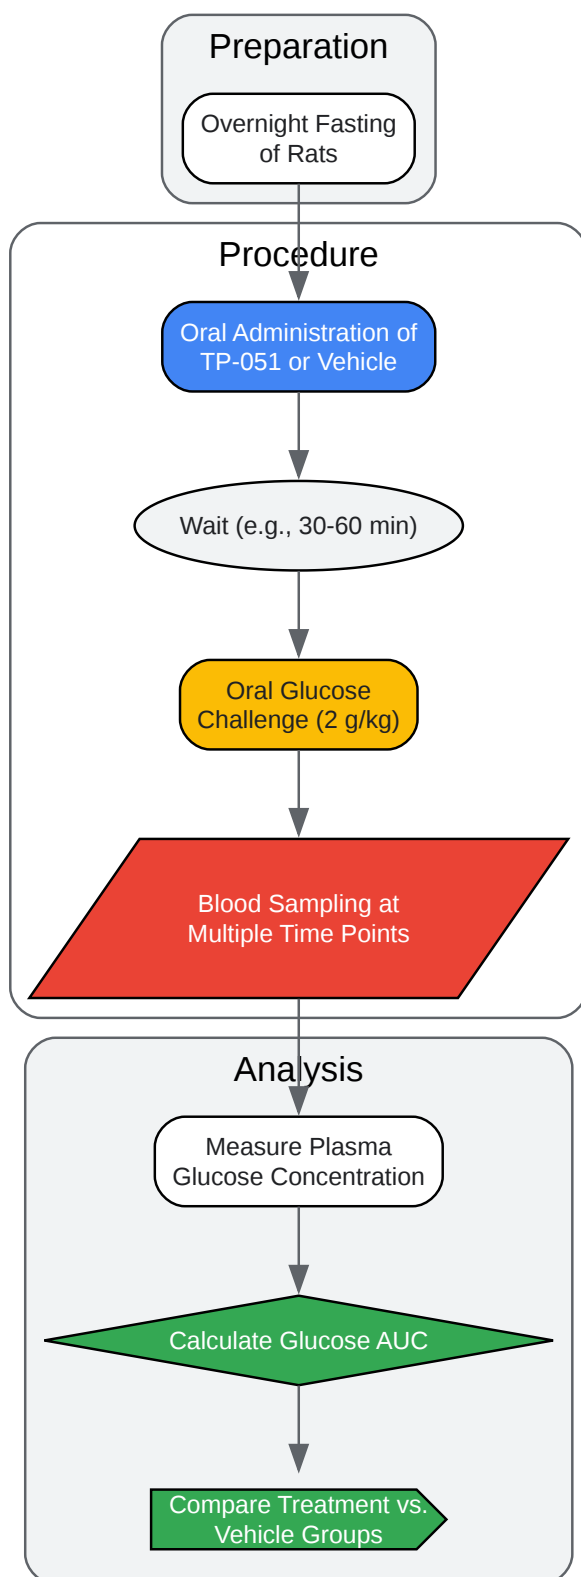 Preparation
Overnight Fasting
of Rats
Procedure
Oral Administration of
TP-051 or Vehicle
Wait (e.g., 30-60 min)
Oral Glucose
Challenge (2 g/kg)
Blood Sampling at
Multiple Time Points
Analysis
Measure Plasma
Glucose Concentration
Calculate Glucose AUC
Compare Treatment vs.
Vehicle Groups